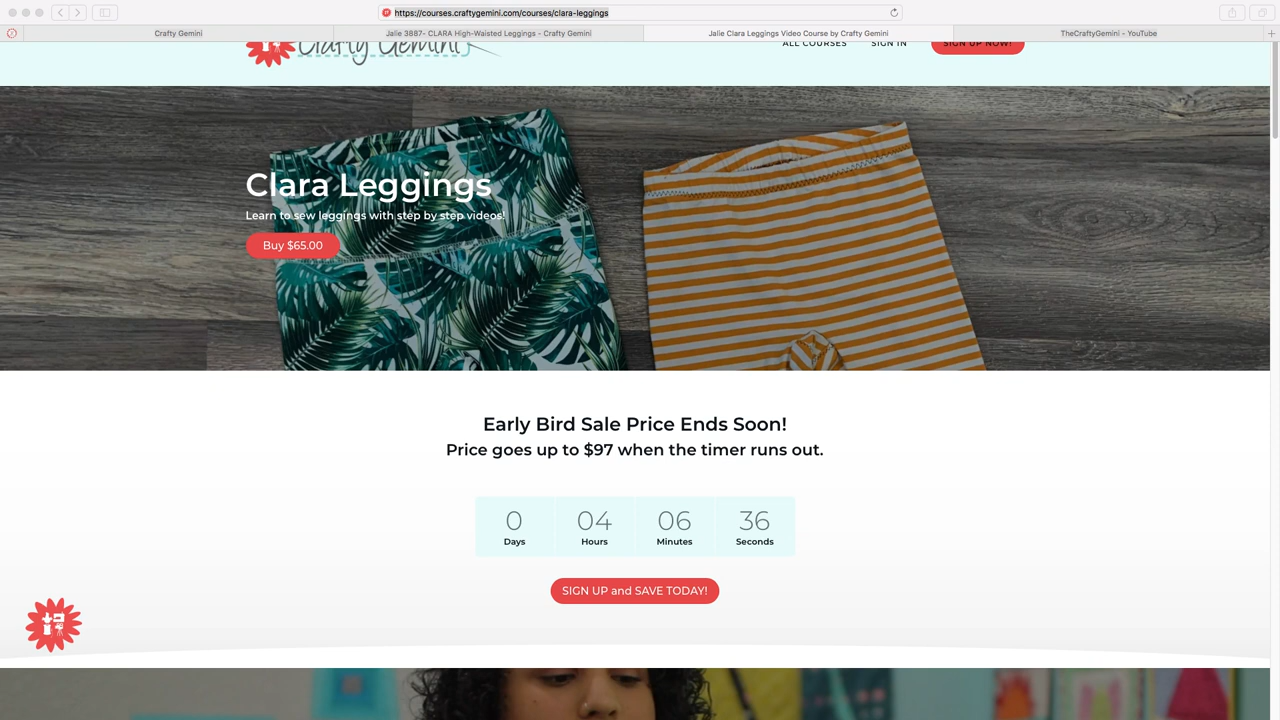 https://courses.craftygemini.com/courses/clara-leggings
Crafty Gemini
Jalie 3887- CLARA High-Waisted Leggings - Crafty Gemini
Jalie Clara Leggings Video Course by Crafty Gemini
TheCraftyGemini - YouTube
Crafty Gemini
ALL COURSES
SIGN IN
SIGN UP NOW!
Clara Leggings
Learn to sew leggings with step by step videos!
Buy $65.00
Early Bird Sale Price Ends Soon!
Price goes up to $97 when the timer runs out.
0 04 06 36
Days Hours Minutes Seconds
SIGN UP and SAVE TODAY!